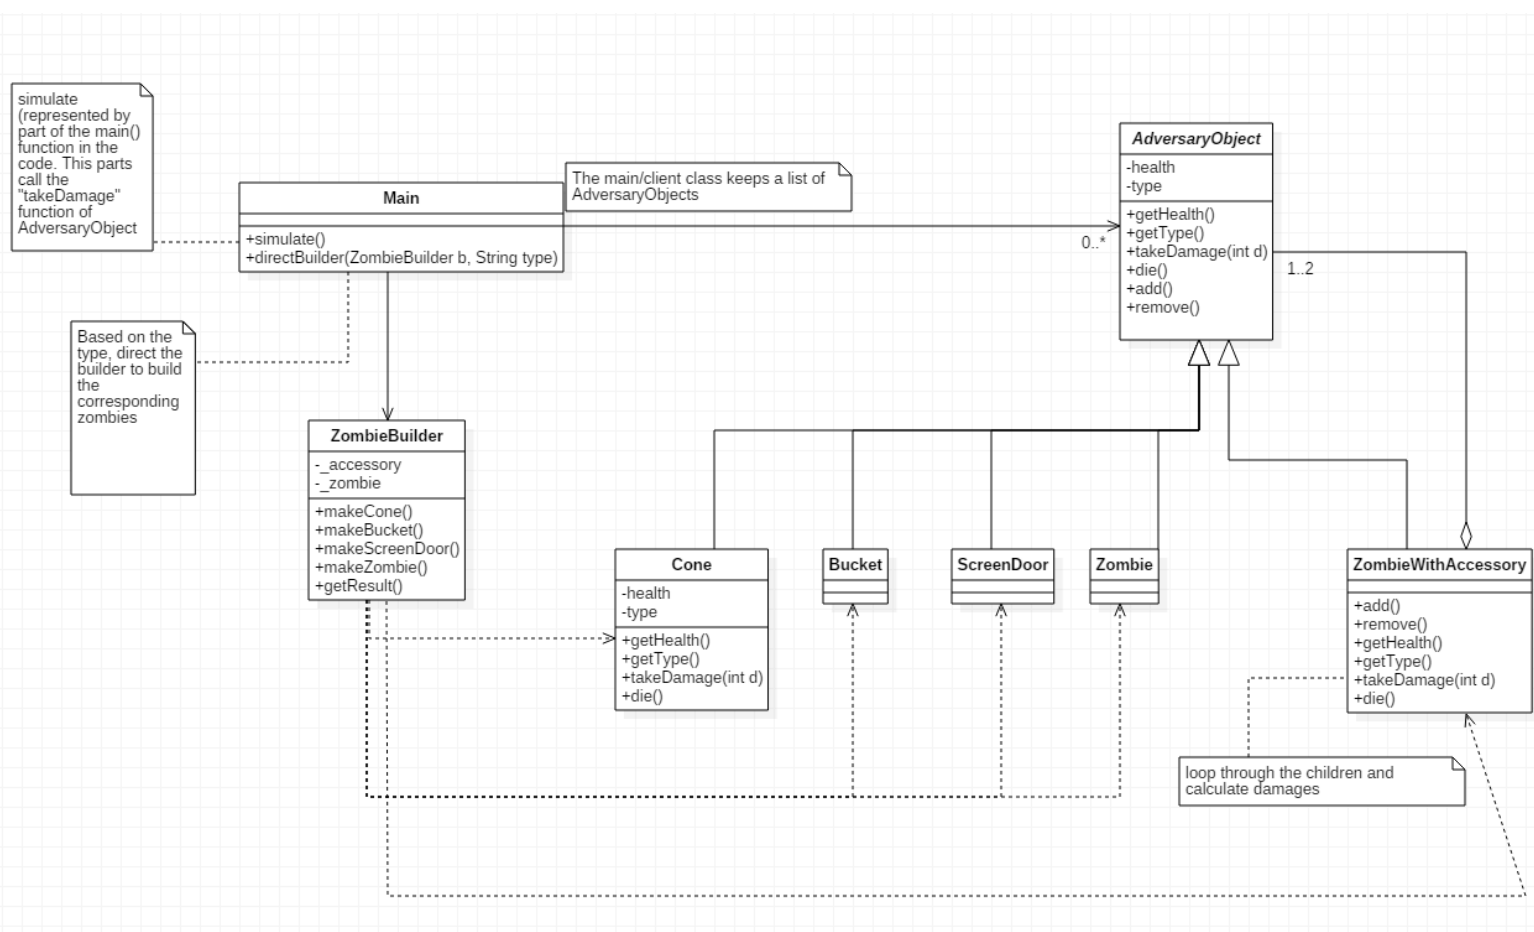 simulate
(represented by
part of the main()
function in the
code. This parts
call the
"takeDamage"
function of
AdversaryObject
Main
+simulate()
+directBuilder(ZombieBuilder b, String type)
The main/client class keeps a list of
AdversaryObjects
0..*
AdversaryObject
-health
-type
+getHealth()
+getType()
+takeDamage(int d)
+die()
+add()
+remove()
1..2
Based on the
type, direct the
builder to build
the
corresponding
zombies
ZombieBuilder
-_accessory
-_zombie
+makeCone()
+makeBucket()
+makeScreenDoor()
+makeZombie()
+getResult()
Cone
-health
-type
+getHealth()
+getType()
+takeDamage(int d)
+die()
Bucket
ScreenDoor
Zombie
ZombieWithAccessory
+add()
+remove()
+getHealth()
+getType()
+takeDamage(int d)
+die()
loop through the children and
calculate damages